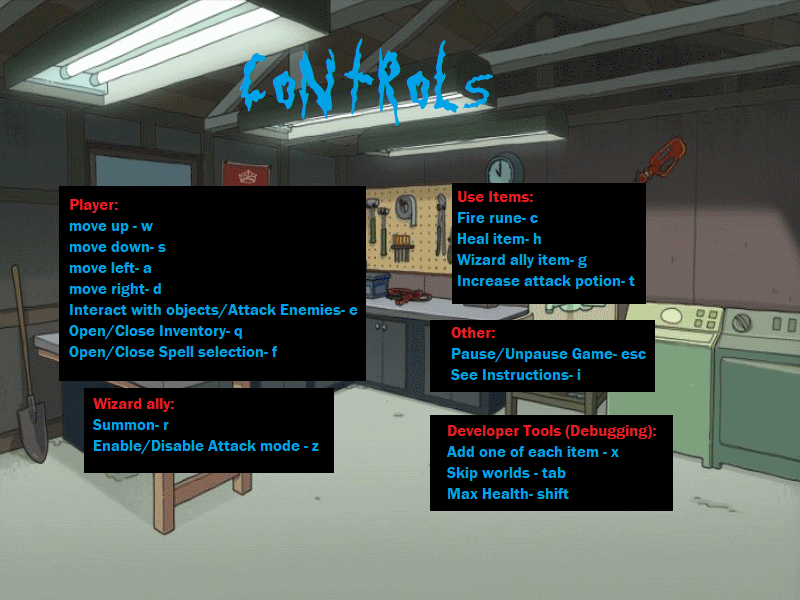 CoNtRoLs
Player:
move up - w
move down- s
move left- a
move right- d
Interact with objects/Attack Enemies- e
Open/Close Inventory- q
Open/Close Spell selection- f
Wizard ally:
Summon- r
Enable/Disable Attack mode - z
Use Items:
Fire rune- c
Heal item- h
Wizard ally item- g
Increase attack potion- t
Other:
Pause/Unpause Game- esc
See Instructions- i
Developer Tools (Debugging):
Add one of each item - x
Skip worlds - tab
Max Health- shift